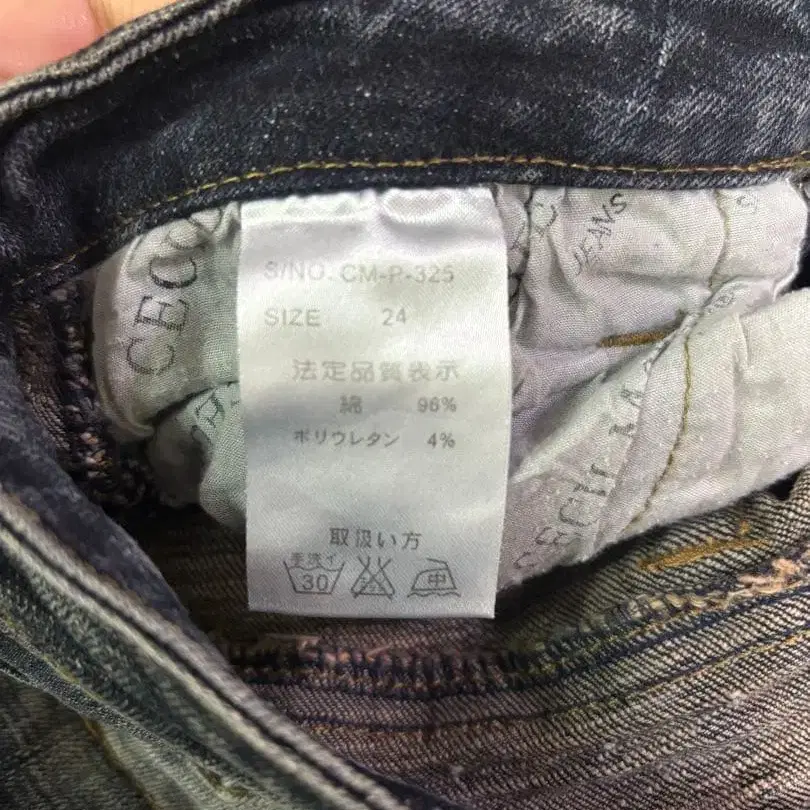 S/NO. CM-P-325
SIZE 24
法定品質表示
綿 96%
ポリウレタン 4%
取扱い方
手洗イ
30
中
JEANS